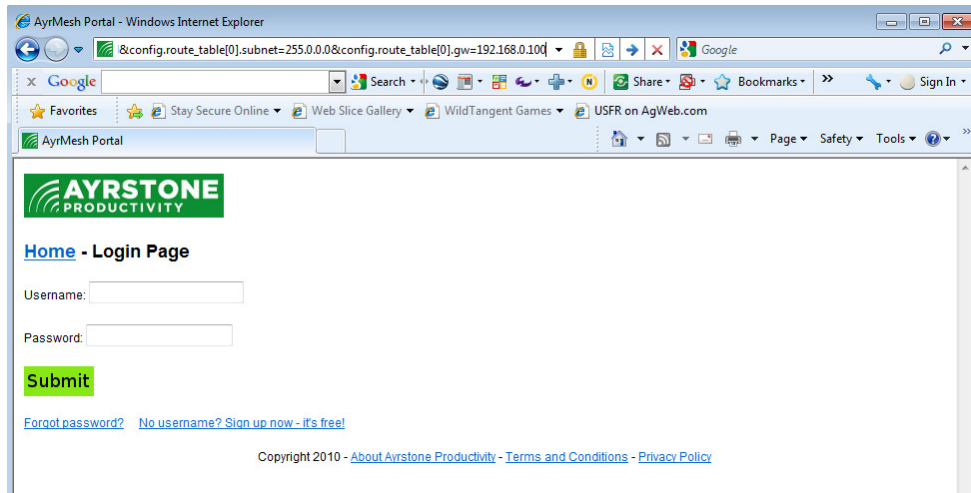 AyrMesh Portal - Windows Internet Explorer
&config.route_table[0].subnet=255.0.0.0&config.route_table[0].gw=192.168.0.100 Google
x Google Search Share Bookmarks » Sign In
Favorites Stay Secure Online Web Slice Gallery WildTangent Games USFR on AgWeb.com
AyrMesh Portal Page Safety Tools »
AYRSTONE
PRODUCTIVITY
Home - Login Page
Username:
Password:
Submit
Forgot password? No username? Sign up now - it's free!
Copyright 2010 - About Ayrstone Productivity - Terms and Conditions - Privacy Policy